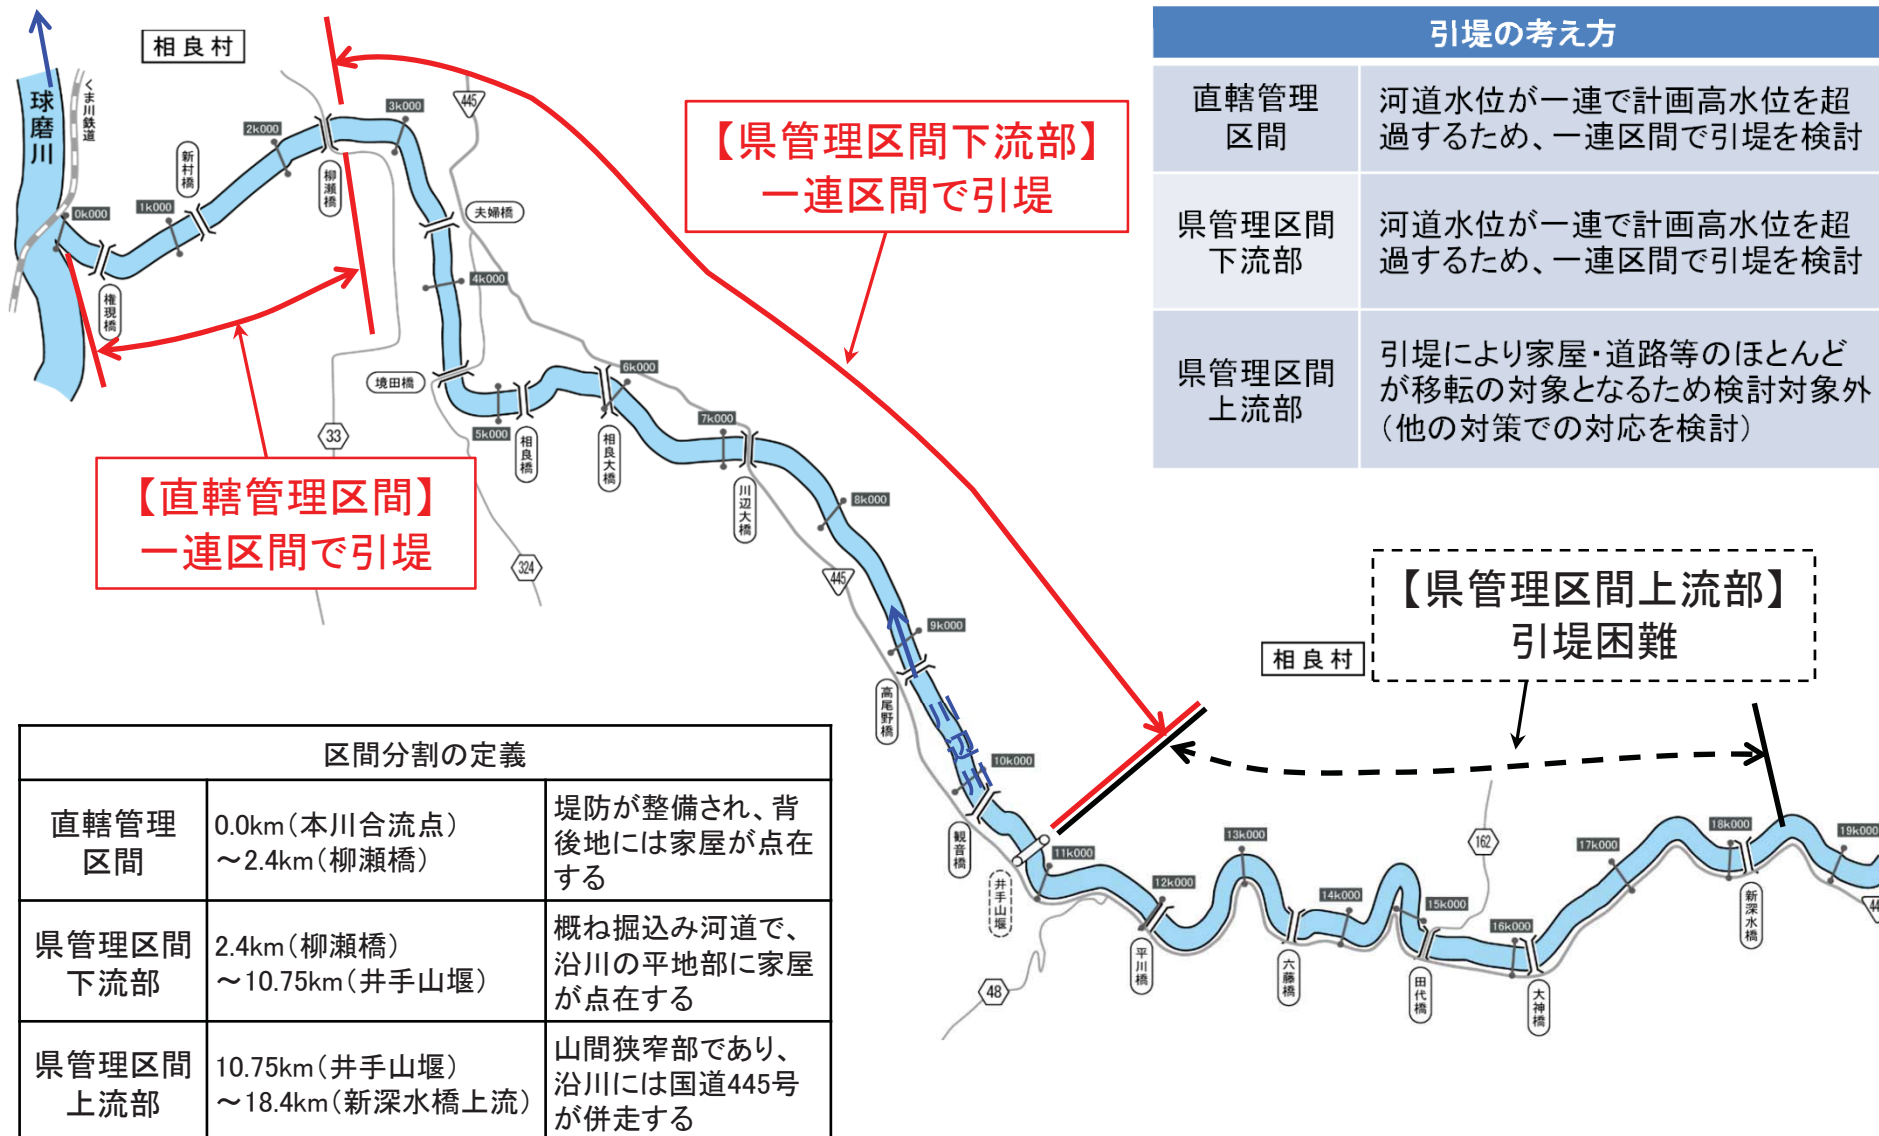 相良村
球磨川
くま川鉄道
0k000
1k000
2k000
3k000
新村橋
権現橋
柳瀬橋
445
夫婦橋
4k000
境田橋
33
324
5k000
相良橋
6k000
相良大橋
7k000
川辺大橋
8k000
445
9k000
高尾野橋
川辺川
10k000
観音橋
井手山堰
11k000
48
12k000
平川橋
13k000
六藤橋
14k000
15k000
田代橋
162
16k000
大神橋
17k000
18k000
新深水橋
19k000
相良村
【直轄管理区間】
一連区間で引堤
【県管理区間下流部】
一連区間で引堤
【県管理区間上流部】
引堤困難
引堤の考え方
直轄管理
区間
河道水位が一連で計画高水位を超
過するため、一連区間で引堤を検討
県管理区間
下流部
河道水位が一連で計画高水位を超
過するため、一連区間で引堤を検討
県管理区間
上流部
引堤により家屋・道路等のほとんど
が移転の対象となるため検討対象外
（他の対策での対応を検討）
区間分割の定義
直轄管理
区間
0.0km（本川合流点）
～2.4km（柳瀬橋）
堤防が整備され、背
後地には家屋が点在
する
県管理区間
下流部
2.4km（柳瀬橋）
～10.75km（井手山堰）
概ね掘込み河道で、
沿川の平地部に家屋
が点在する
県管理区間
上流部
10.75km（井手山堰）
～18.4km（新深水橋上流）
山間狭窄部であり、
沿川には国道445号
が併走する